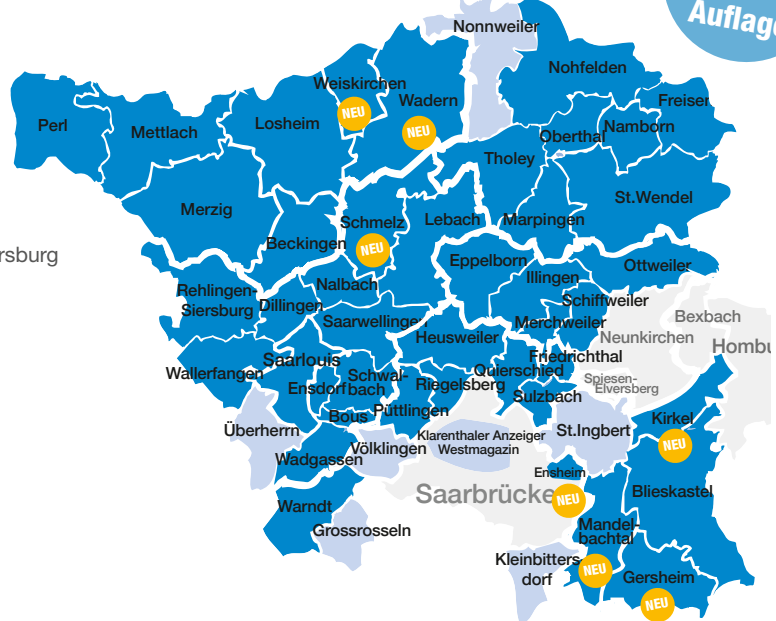 Auflage
Nonnweiler
Nohfelden
Weiskirchen
NEU
Wadern
NEU
Freisen
Perl
Mettlach
Losheim
Oberthal
Namborn
Tholey
St.Wendel
Merzig
Schmelz
NEU
Lebach
Marpingen
Beckingen
rsburg
Eppelborn
Ottweiler
Illingen
Nalbach
Rehlingen-
Siersburg
Dillingen
Schiffweiler
Saarwellingen
Merchweiler
Bexbach
Heusweiler
Neunkirchen
Hombu
Saarlouis
Friedrichthal
Wallerfangen
Quierschied
Schwal-
bach
Ensdorf
Riegelsberg
Spiesen-
Elversberg
Sulzbach
Bous
Püttlingen
Kirkel
NEU
Überherrn
Klarenthaler Anzeiger
Westmagazin
St.Ingbert
Völklingen
Wadgassen
Ensheim
NEU
Saarbrücke
Blieskastel
Warndt
Mandel-
bachtal
NEU
Grossrosseln
Kleinbitters
dorf
Gersheim
NEU